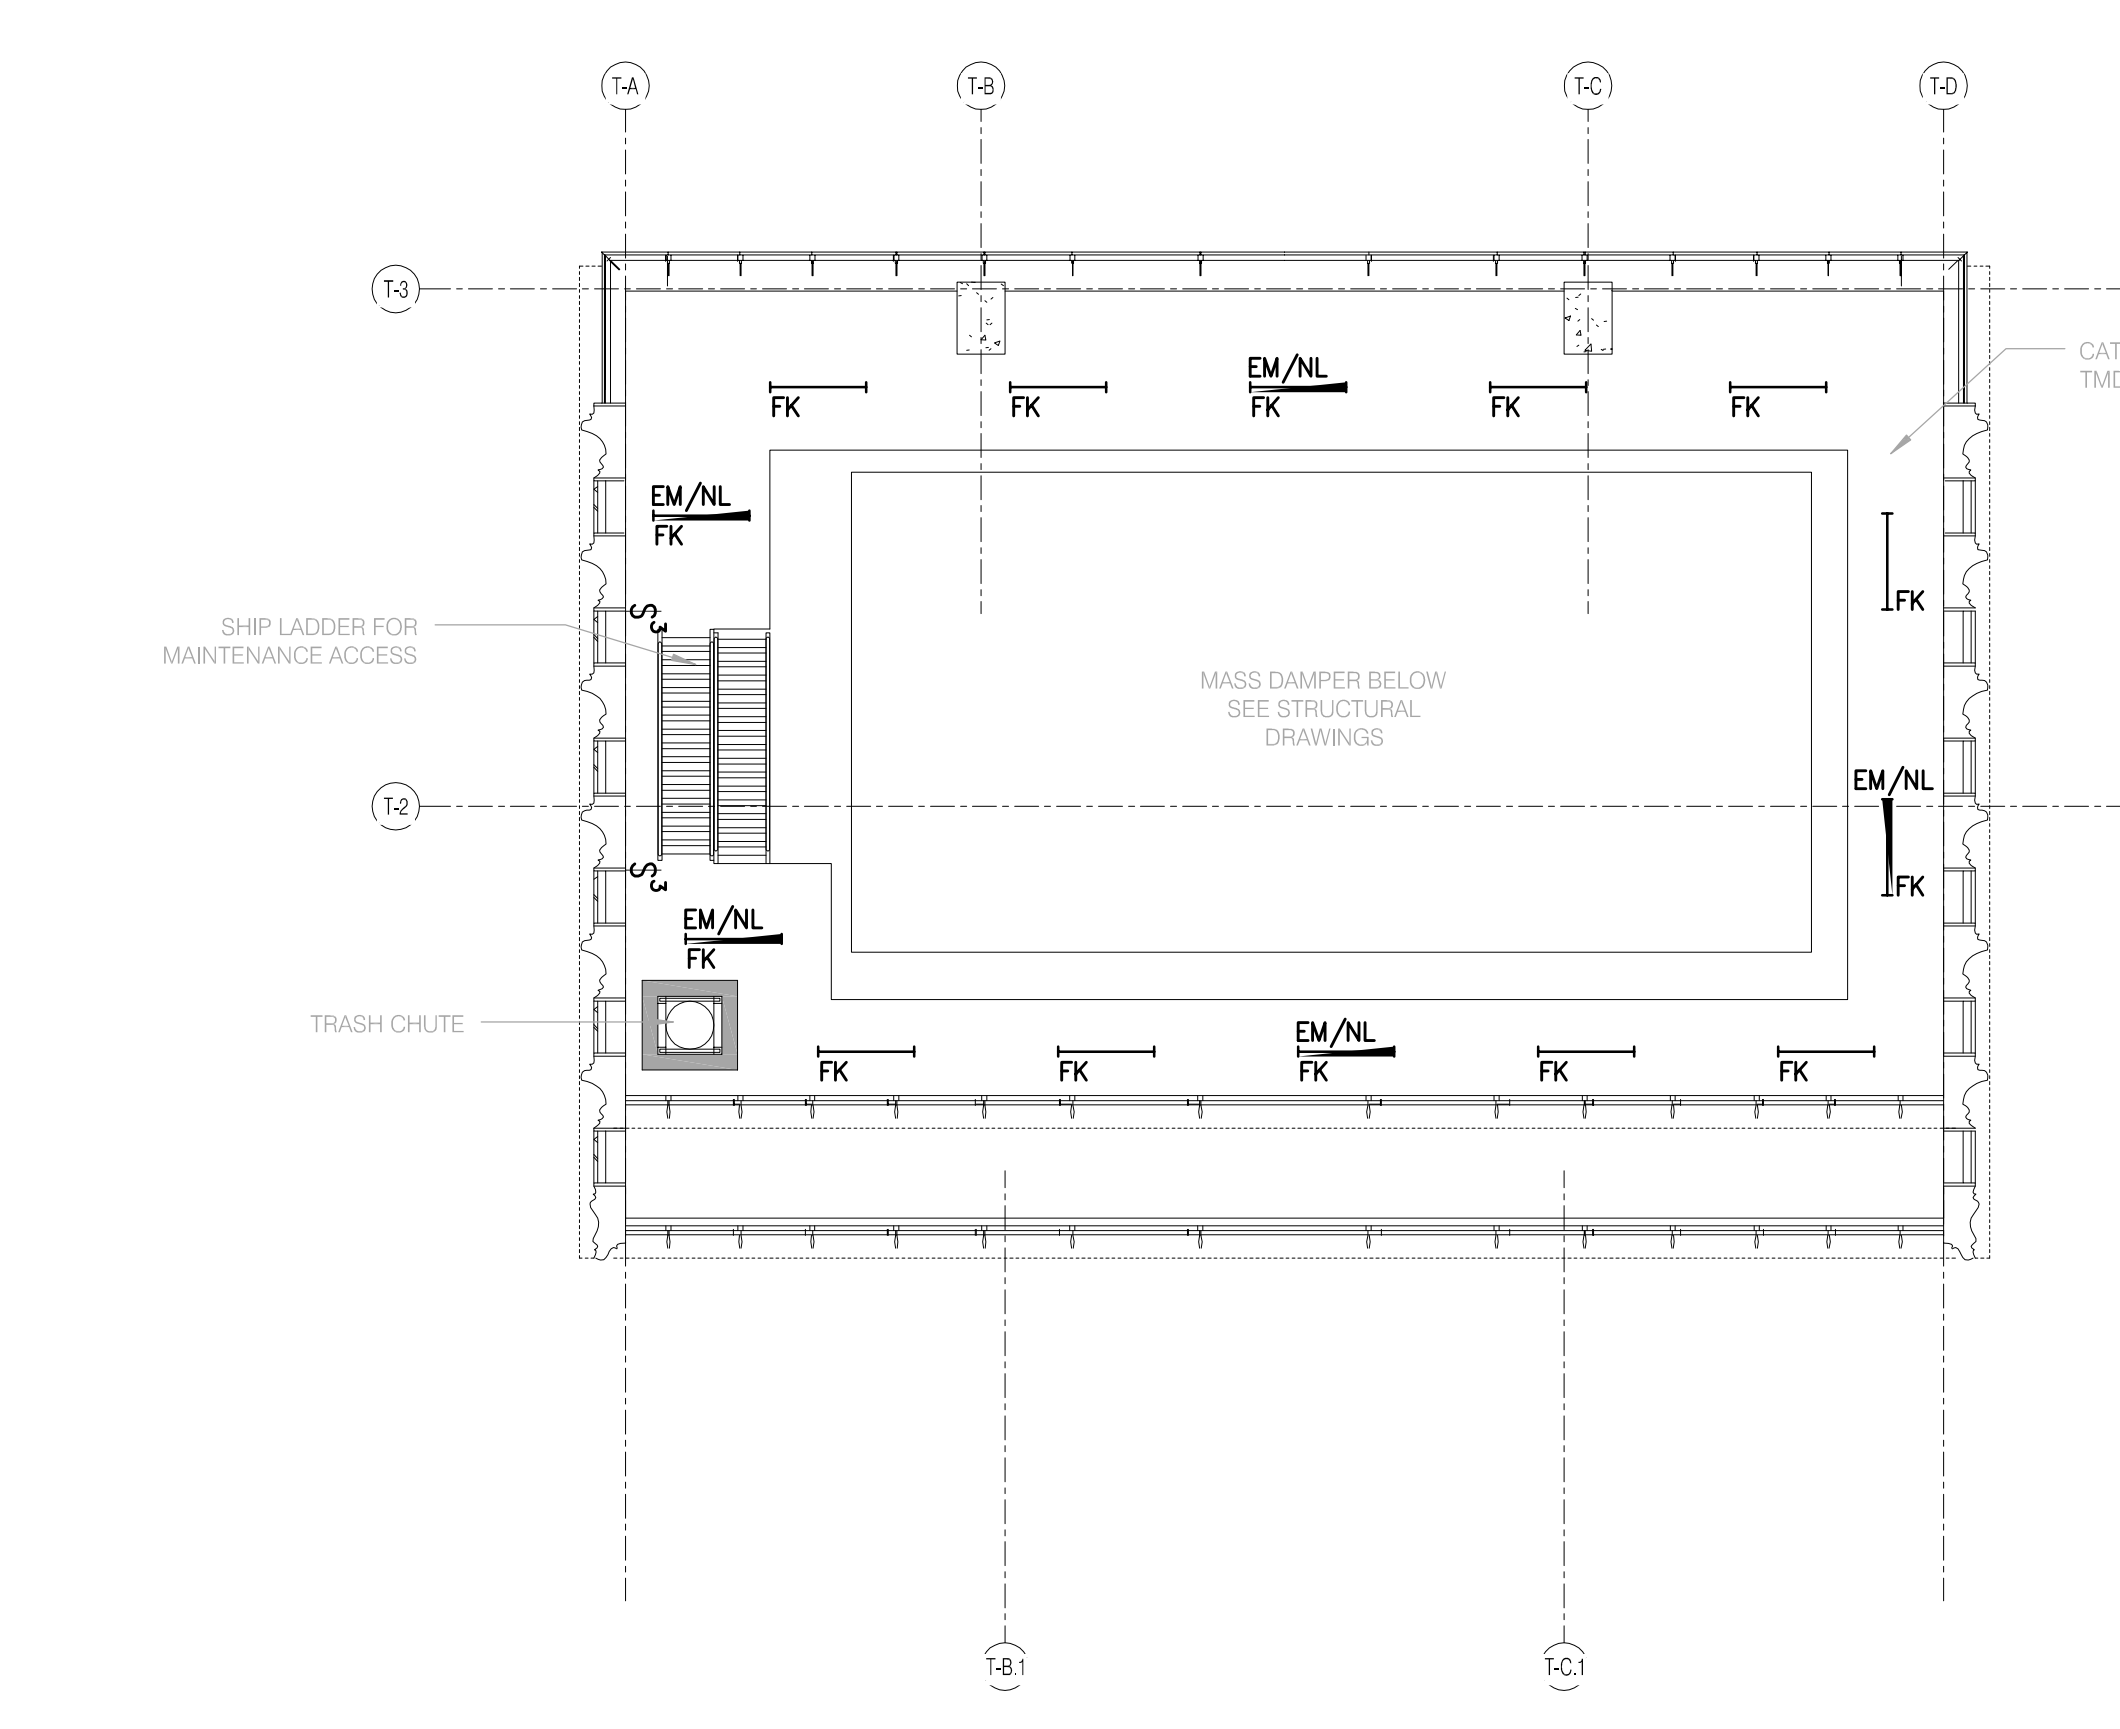 T-A
T-B
T-C
T-D
T-3
CAT
TMD
EM/NL
FK
FK
FK
FK
FK
EM/NL
FK
FK
S3
SHIP LADDER FOR
MAINTENANCE ACCESS
MASS DAMPER BELOW
SEE STRUCTURAL
DRAWINGS
T-2
EM/NL
FK
S3
EM/NL
FK
TRASH CHUTE
EM/NL
FK
FK
FK
FK
FK
T-B.1
T-C.1